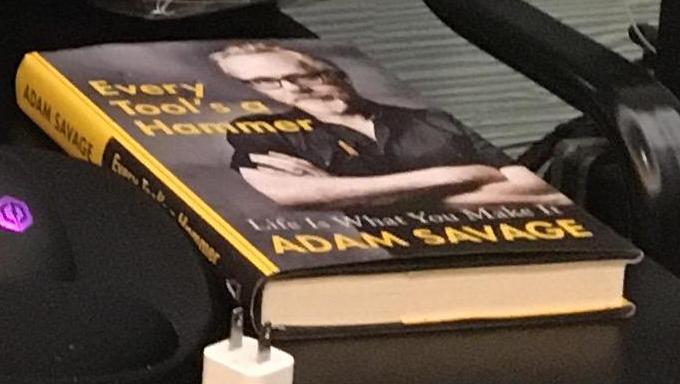 Every
Tool's a
Hammer
Life Is What You Make It
ADAM SAVAGE
ADAM SAVAGE
Every Tool's a Hammer